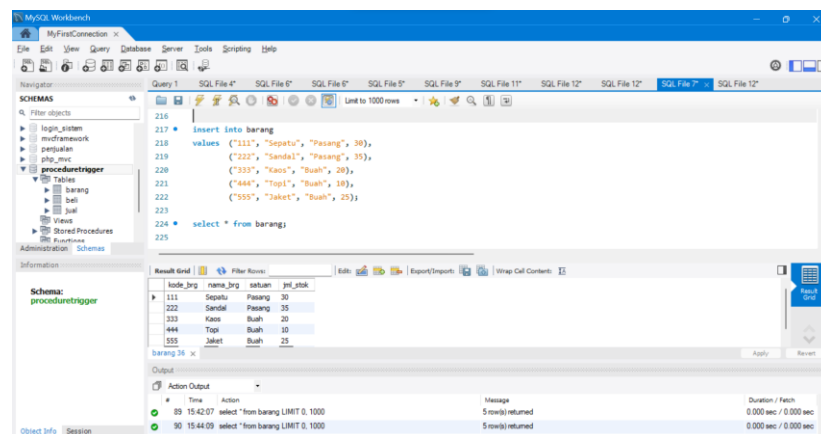 MySQL Workbench
MyFirstConnection ×
File Edit View Query Database Server Tools Scripting Help
Navigator
Query 1 SQL File 4* SQL File 6* SQL File 6* SQL File 5* SQL File 9* SQL File 11* SQL File 12* SQL File 12* SQL File 7* × SQL File 12*
SCHEMAS
Limit to 1000 rows
Filter objects
login_sistem
mvcframework
penjualan
php_mvc
proceduretrigger
Tables
barang
beli
jual
Views
Stored Procedures
Functions
Administration Schemas
216
217 insert into barang
218 values ("111", "Sepatu", "Pasang", 30),
219 ("222", "Sandal", "Pasang", 35),
220 ("333", "Kaos", "Buah", 20),
221 ("444", "Topi", "Buah", 10),
222 ("555", "Jaket", "Buah", 25);
223
224 select * from barang;
225
Information
Schema:
proceduretrigger
Result Grid Filter Rows: Edit: Export/Import: Wrap Cell Content:
kode_brg nama_brg satuan jml_stok
111 Sepatu Pasang 30
222 Sandal Pasang 35
333 Kaos Buah 20
444 Topi Buah 10
555 Jaket Buah 25
Result Grid
barang 36 ×
Apply Revert
Output
Action Output
# Time Action Message Duration / Fetch
89 15:42:07 select * from barang LIMIT 0, 1000 5 row(s) returned 0.000 sec / 0.000 sec
90 15:44:09 select * from barang LIMIT 0, 1000 5 row(s) returned 0.000 sec / 0.000 sec
Object Info Session